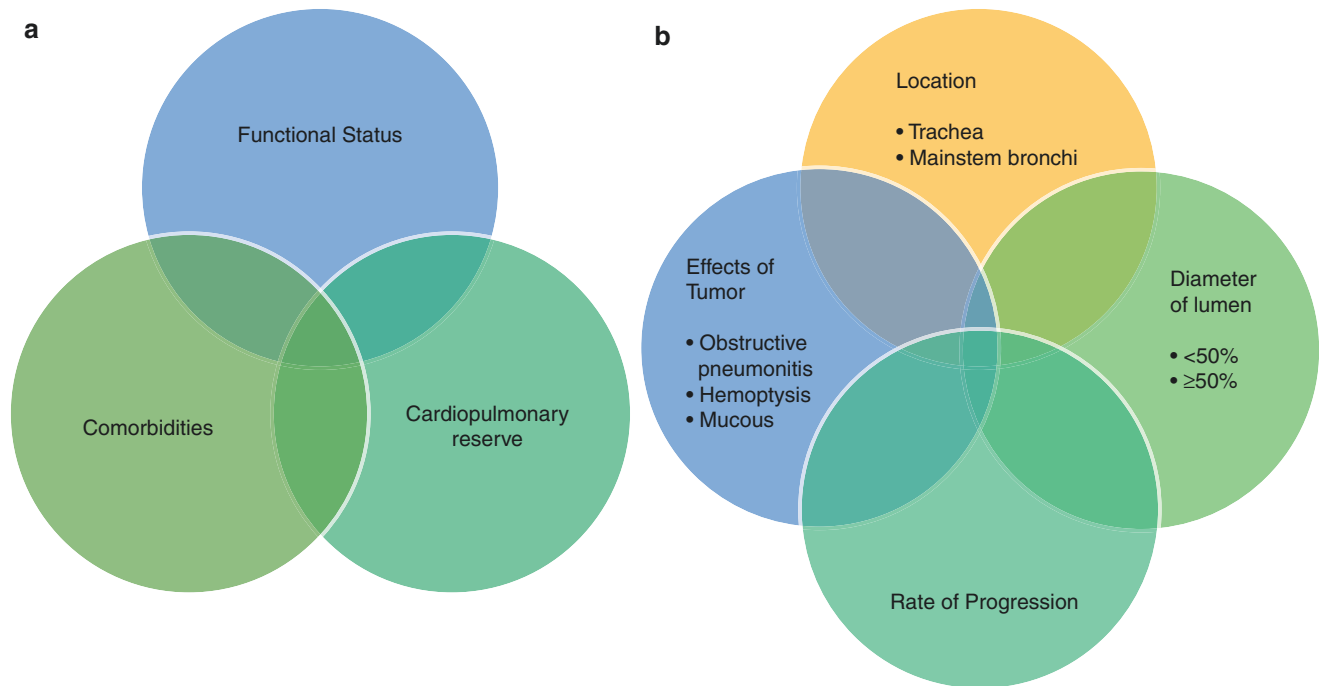 a
Functional Status
Comorbidities
Cardiopulmonary
reserve
b
Location
• Trachea
• Mainstem bronchi
Effects of
Tumor
• Obstructive
pneumonitis
• Hemoptysis
• Mucous
Diameter
of lumen
• <50%
• ≥50%
Rate of Progression